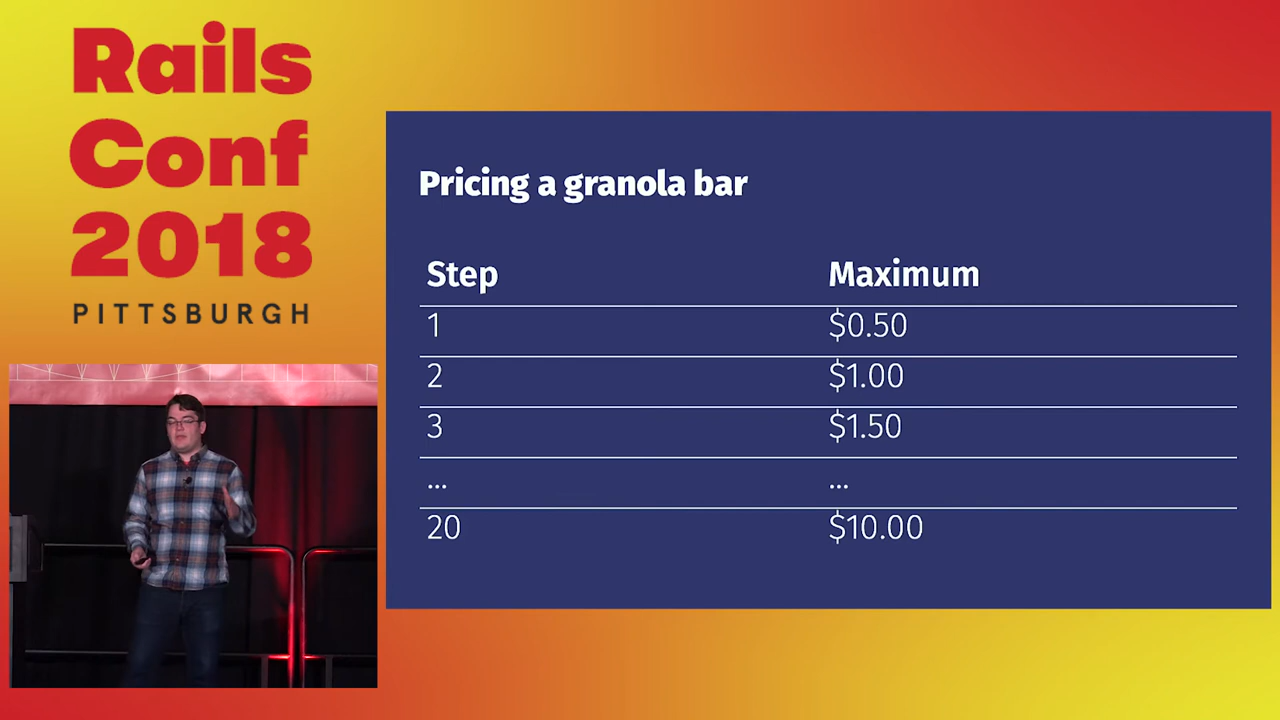 Rails
Conf
2018
PITTSBURGH
Pricing a granola bar
Step Maximum
1 $0.50
2 $1.00
3 $1.50
... ...
20 $10.00